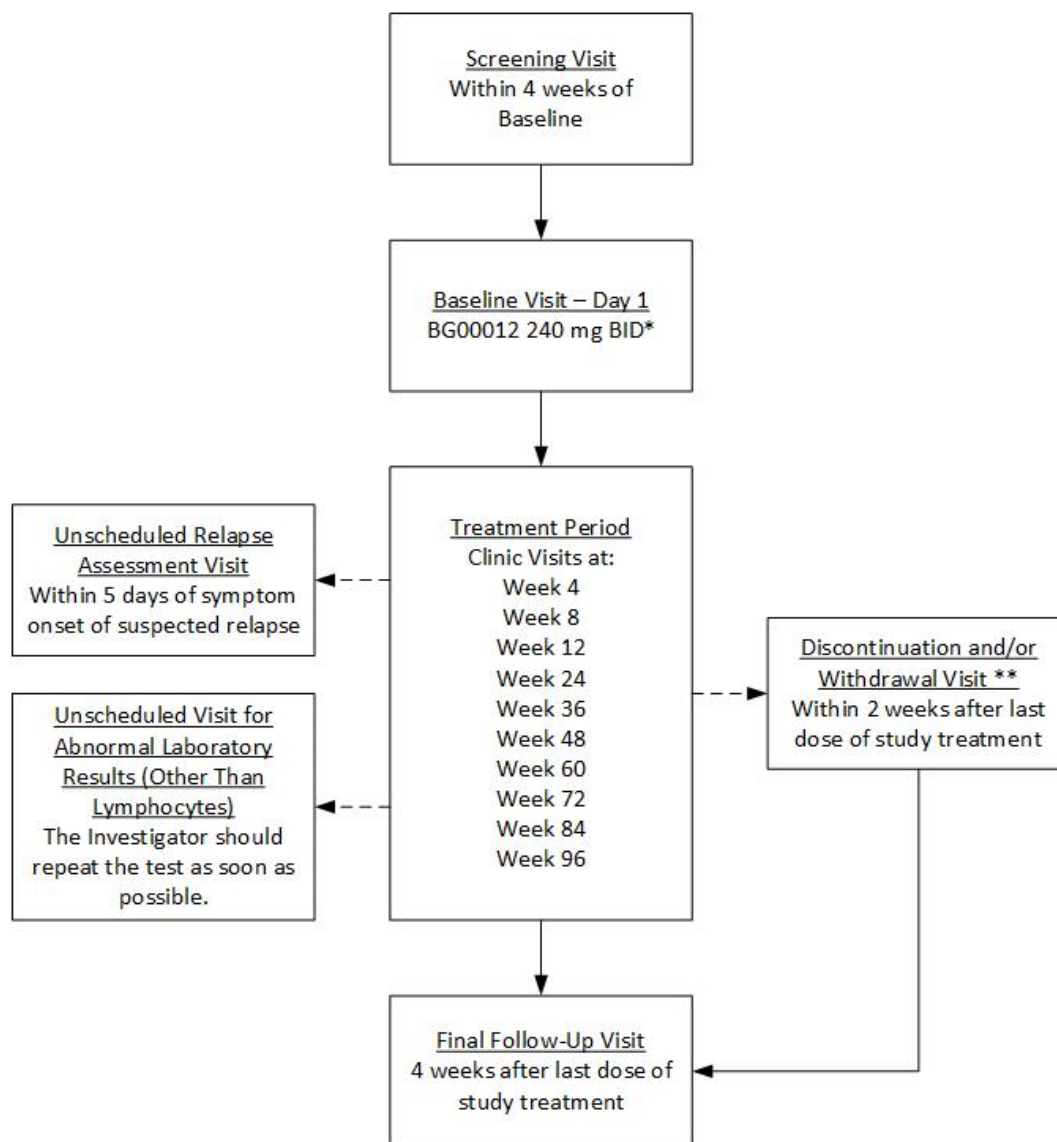 Screening Visit
Within 4 weeks of
Baseline
Baseline Visit – Day 1
BG00012 240 mg BID*
Treatment Period
Clinic Visits at:
Week 4
Week 8
Week 12
Week 24
Week 36
Week 48
Week 60
Week 72
Week 84
Week 96
Unscheduled Relapse
Assessment Visit
Within 5 days of symptom
onset of suspected relapse
Unscheduled Visit for
Abnormal Laboratory
Results (Other Than
Lymphocytes)
The Investigator should
repeat the test as soon as
possible.
Discontinuation and/or
Withdrawal Visit **
Within 2 weeks after last
dose of study treatment
Final Follow-Up Visit
4 weeks after last dose of
study treatment